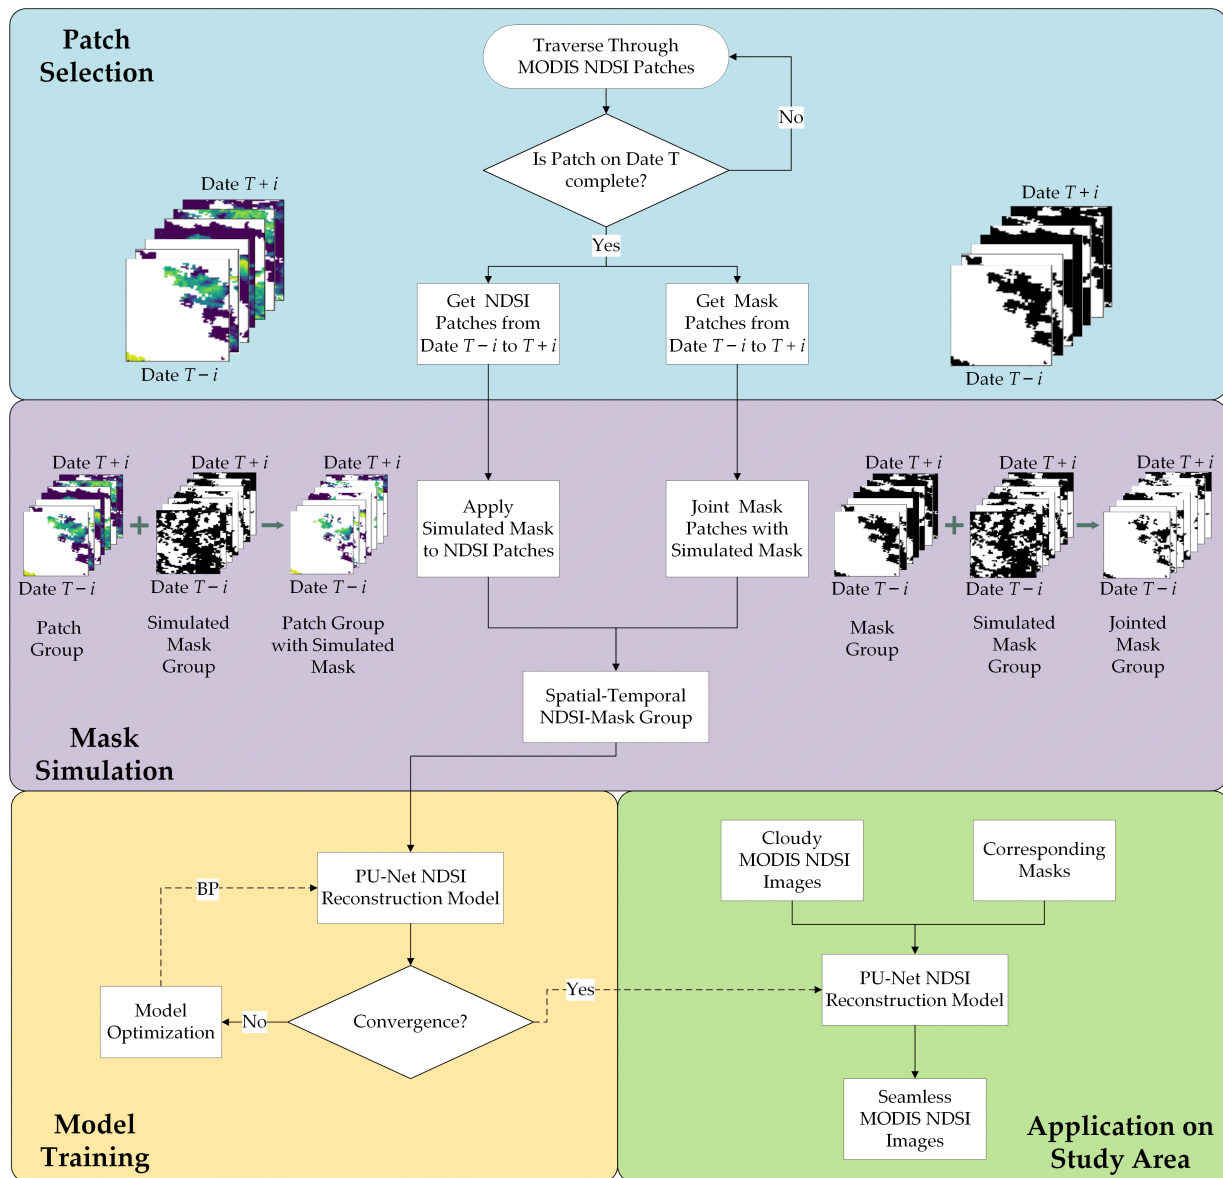 Patch
Selection
Traverse Through
MODIS NDSI Patches
No
Is Patch on Date T
complete?
Yes
Date T + i
Date T − i
Get NDSI
Patches from
Date T − i to T + i
Get Mask
Patches from
Date T − i to T + i
Date T + i
Date T − i
Date T + i
Date T − i
Patch
Group
Date T + i
Date T − i
Simulated
Mask
Group
Date T + i
Date T − i
Patch Group
with Simulated
Mask
Apply
Simulated Mask
to NDSI Patches
Joint Mask
Patches with
Simulated Mask
Date T + i
Date T − i
Mask
Group
Date T + i
Date T − i
Simulated
Mask
Group
Date T + i
Date T − i
Jointed
Mask
Group
Spatial-Temporal
NDSI-Mask Group
Mask
Simulation
PU-Net NDSI
Reconstruction Model
BP
Convergence?
No
Model
Optimization
Yes
Model
Training
Cloudy
MODIS NDSI
Images
Corresponding
Masks
PU-Net NDSI
Reconstruction Model
Seamless
MODIS NDSI
Images
Application on
Study Area